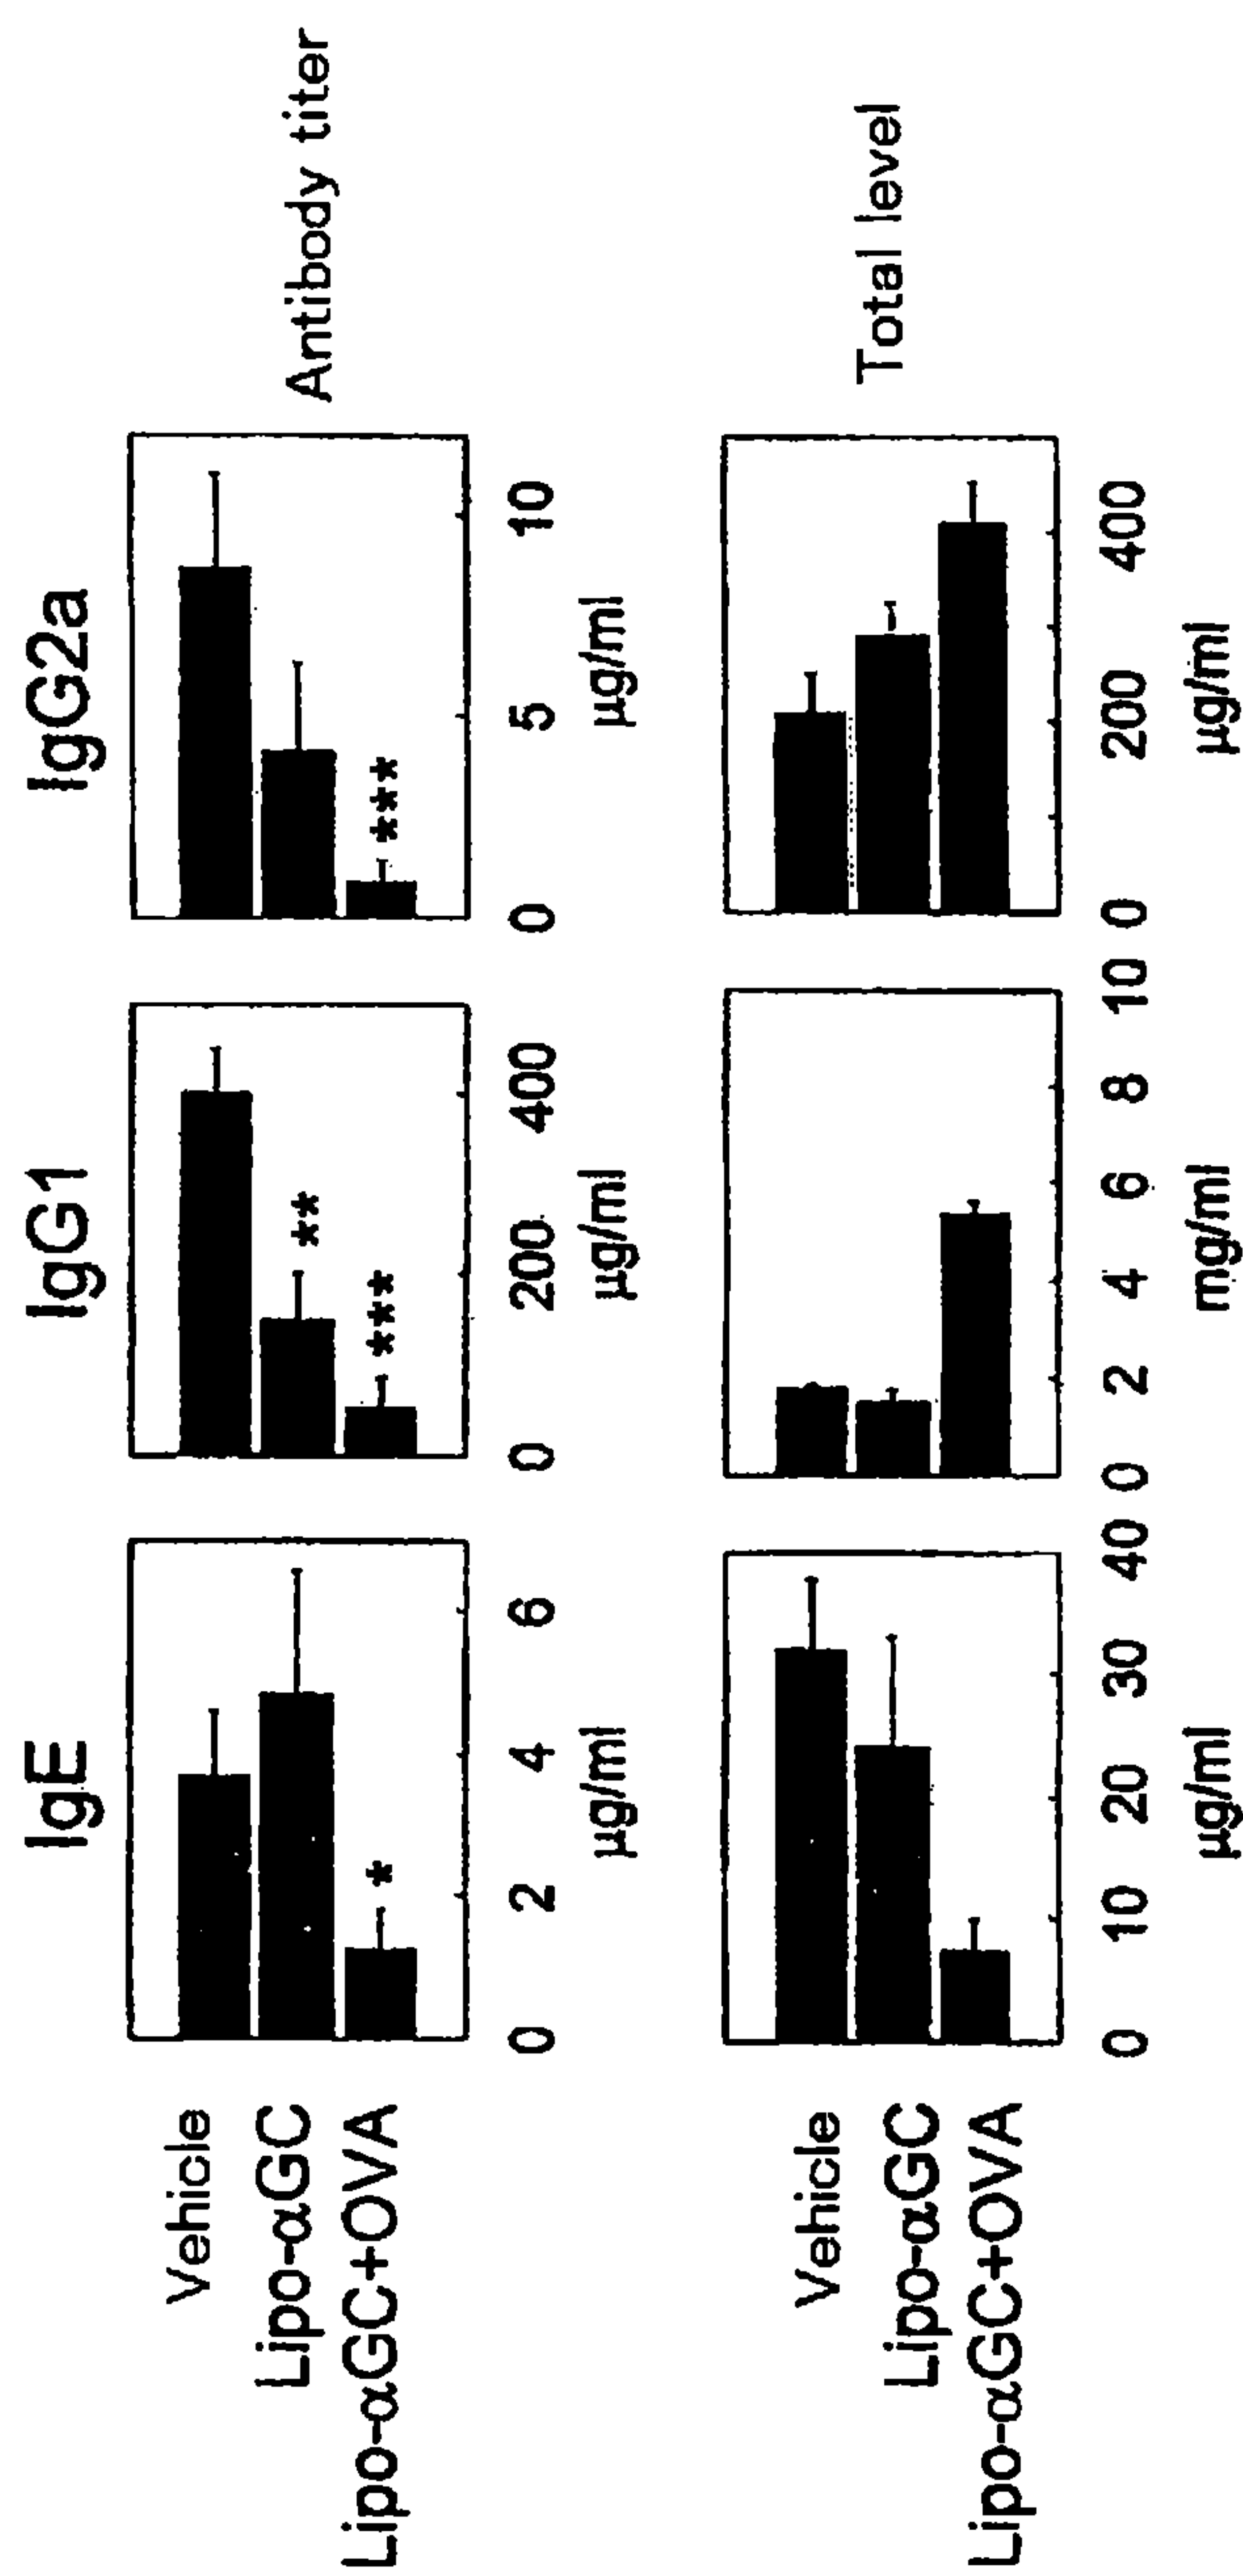 IgE IgG1 IgG2a
Vehicle
Lipo-αGC
Lipo-αGC+OVA
*
**
***
***
Antibody titer
0 2 4 6 0 200 400 0 5 10
µg/ml µg/ml µg/ml
Vehicle
Lipo-αGC
Lipo-αGC+OVA
Total level
0 10 20 30 40 0 2 4 6 8 10 0 200 400
µg/ml mg/ml µg/ml